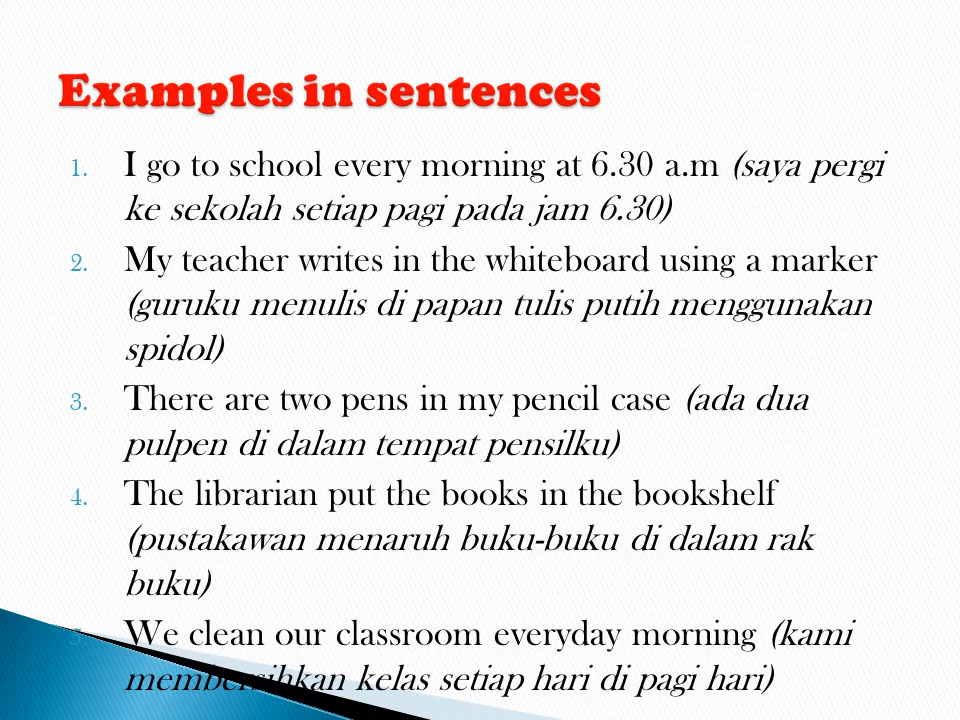 Examples in sentences
1. I go to school every morning at 6.30 a.m (saya pergi
ke sekolah setiap pagi pada jam 6.30)
2. My teacher writes in the whiteboard using a marker
(guruku menulis di papan tulis putih menggunakan
spidol)
3. There are two pens in my pencil case (ada dua
pulpen di dalam tempat pensilku)
4. The librarian put the books in the bookshelf
(pustakawan menaruh buku-buku di dalam rak
buku)
5. We clean our classroom everyday morning (kami
membersihkan kelas setiap hari di pagi hari)